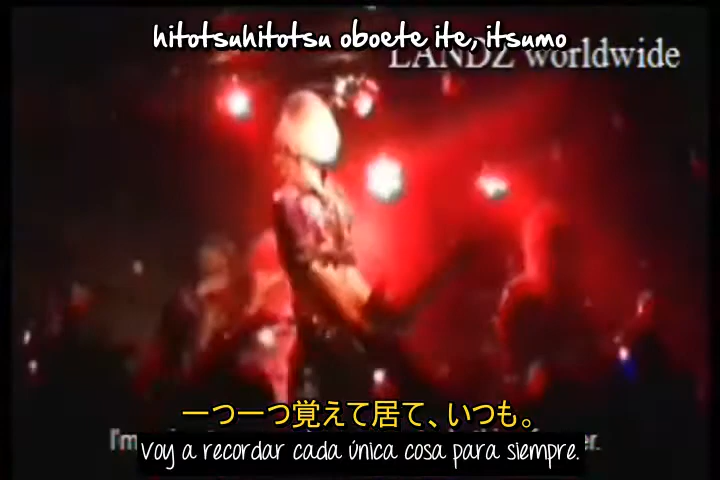 hitotsuhitotsu oboete ite, itsumo
LANDZ worldwide
一つ一つ覚えて居て、いつも。
I'm
Voy a recordar cada única cosa para siempre.